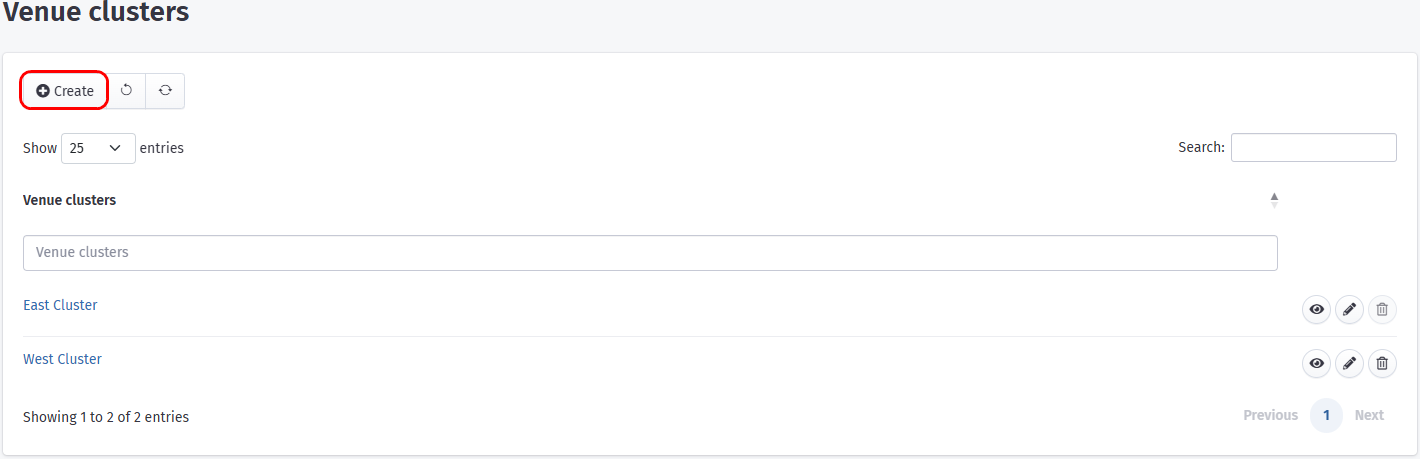 Venue clusters
Create
Show 25 entries
Search:
Venue clusters
Venue clusters
East Cluster
West Cluster
Showing 1 to 2 of 2 entries
Previous 1 Next